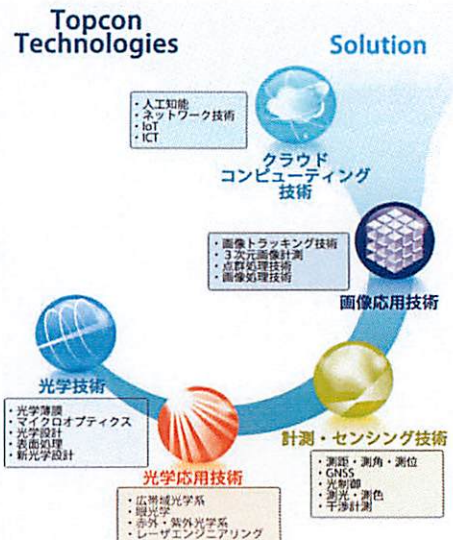 Topcon
Technologies
Solution
・人工知能
・ネットワーク技術
・IoT
・ICT
クラウド
コンピューティング
技術
・画像トラッキング技術
・3次元画像計測
・点群処理技術
・画像処理技術
画像応用技術
光学技術
・光学薄膜
・マイクロオプティクス
・光学設計
・表面処理
・新光学設計
計測・センシング技術
・測距・測角・測位
・GNSS
・光制御
・測光・測色
・干渉計測
光学応用技術
・広帯域光学系
・眼光学
・赤外・紫外光学系
・レーザエンジニアリング